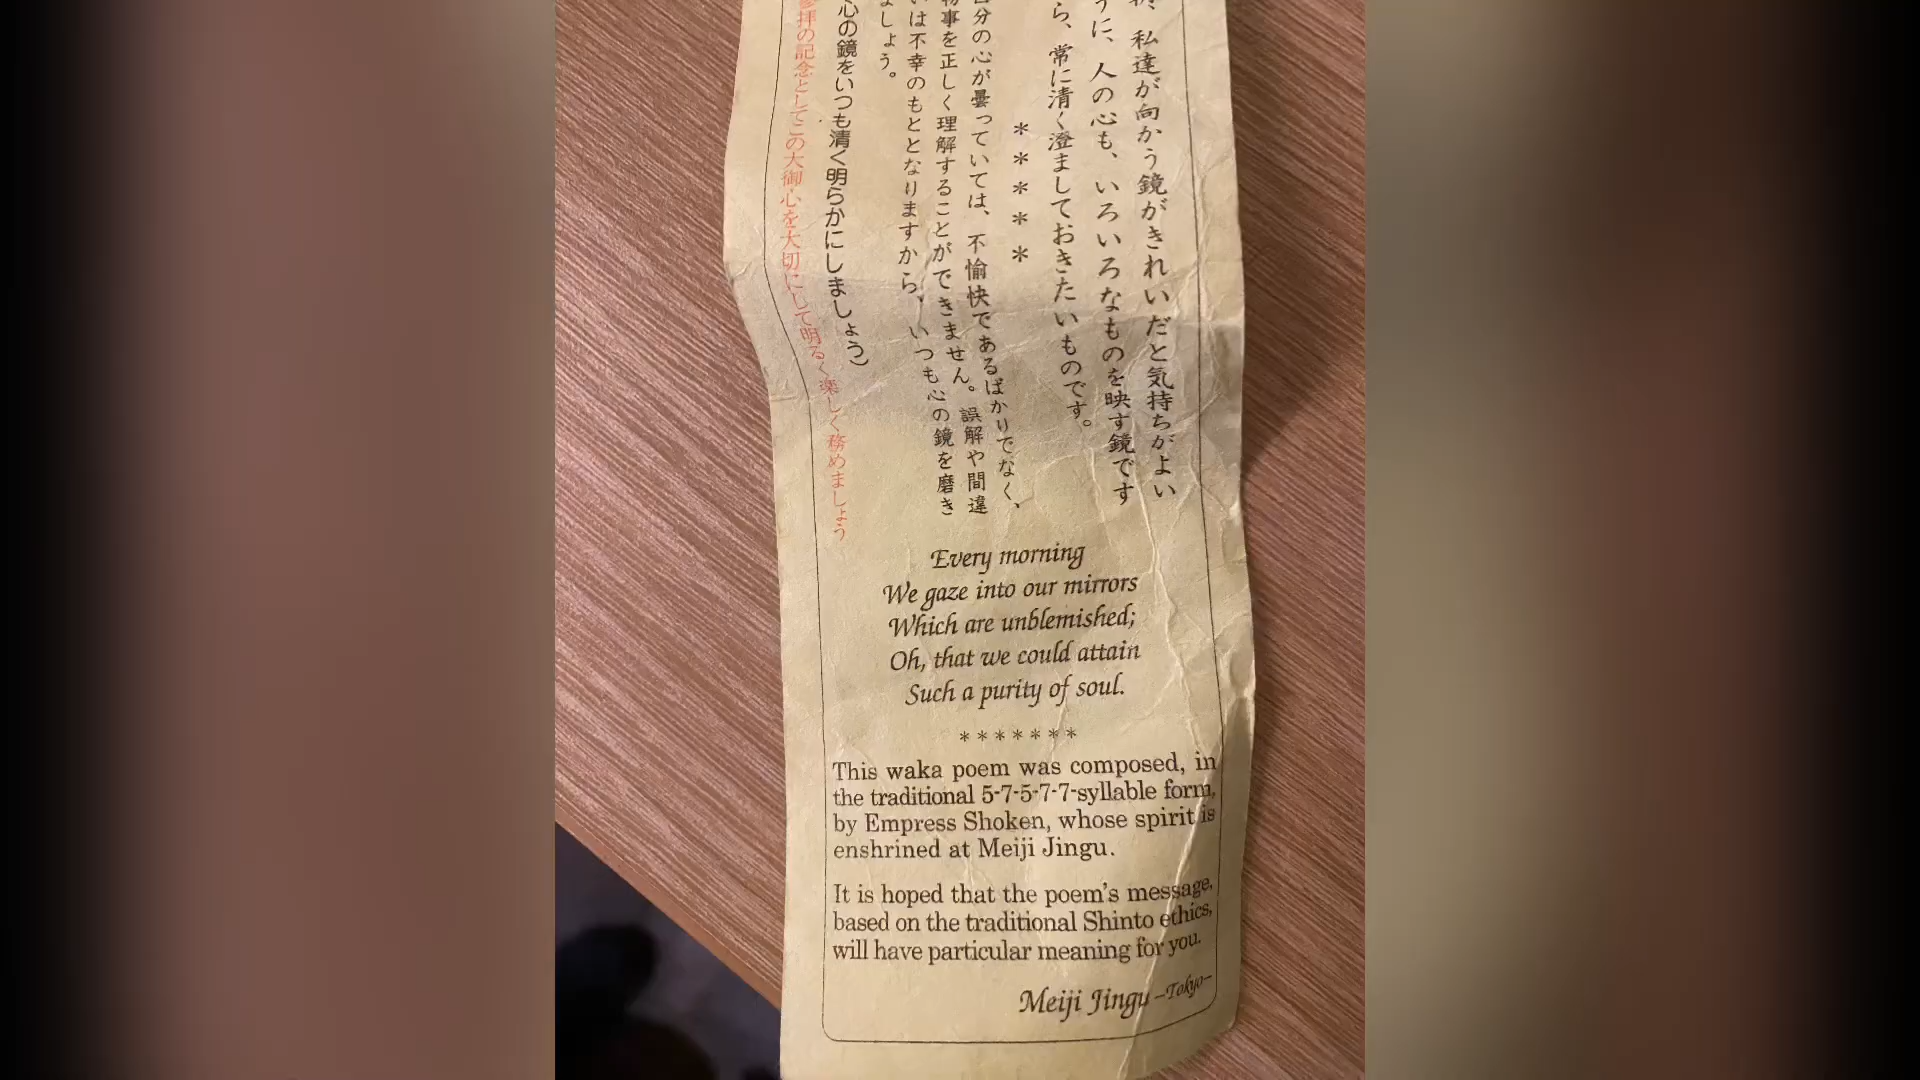 、私達が向かう鏡がきれいだと気持ちがよい
うに、人の心も、いろいろなものを映す鏡です
ら、常に清く澄ましておきたいものです。
＊＊＊＊＊
自分の心が曇っていては、不愉快であるばかりでなく、
物事を正しく理解することができません。誤解や間違
いは不幸のもととなりますから、いつも心の鏡を磨き
ましょう。
心の鏡をいつも清く明らかにしましょう）
参拝の記念としてこの大御心を大切にして明るく楽しく務めましょう
Every morning
We gaze into our mirrors
Which are unblemished;
Oh, that we could attain
Such a purity of soul.
* * * * * * *
This waka poem was composed, in
the traditional 5-7-5-7-7-syllable form,
by Empress Shoken, whose spirit is
enshrined at Meiji Jingu.
It is hoped that the poem's message,
based on the traditional Shinto ethics,
will have particular meaning for you.
Meiji Jingu –Tokyo–